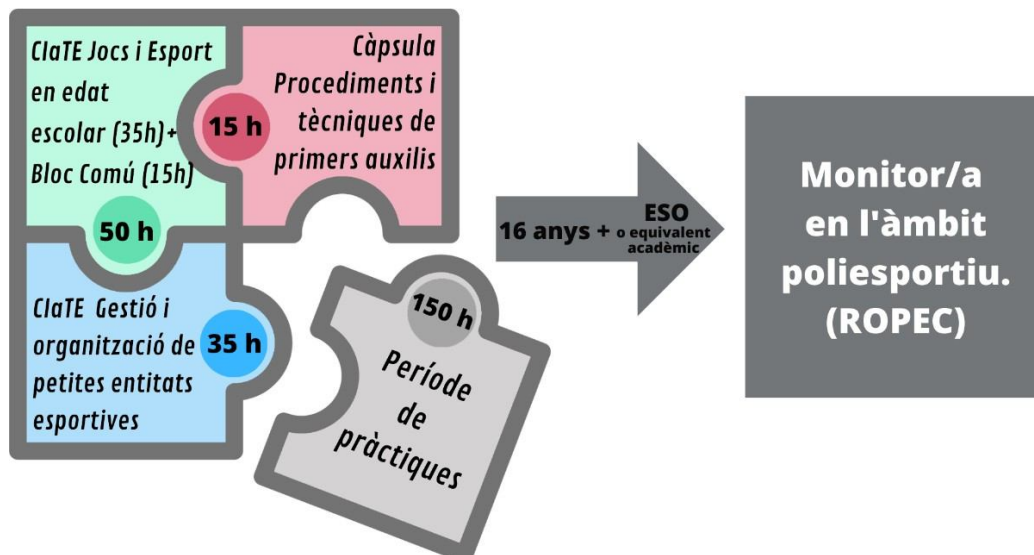 CIaTE Jocs i Esport
en edat
escolar (35h)+
Bloc Comú (15h)
50 h
15 h
Càpsula
Procediments i
tècniques de
primers auxilis
CIaTE Gestió i
organització de
petites entitats
esportives
35 h
150 h
Període
de
pràctiques
16 anys + ESO
o equivalent
acadèmic
Monitor/a
en l'àmbit
poliesportiu.
(ROPEC)